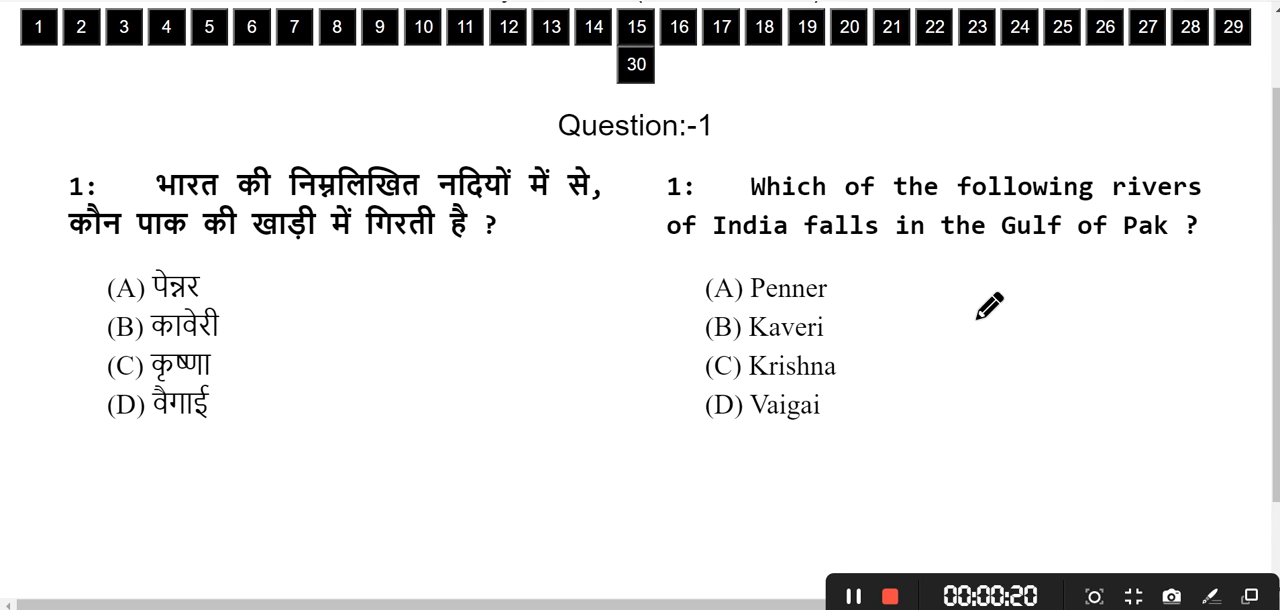 1 2 3 4 5 6 7 8 9 10 11 12 13 14 15 16 17 18 19 20 21 22 23 24 25 26 27 28 29
30
Question:-1
1: भारत की निम्नलिखित नदियों में से,
कौन पाक की खाड़ी में गिरती है ?
(A) पेन्नर
(B) कावेरी
(C) कृष्णा
(D) वैगाई
1: Which of the following rivers
of India falls in the Gulf of Pak ?
(A) Penner
(B) Kaveri
(C) Krishna
(D) Vaigai
00:00:20